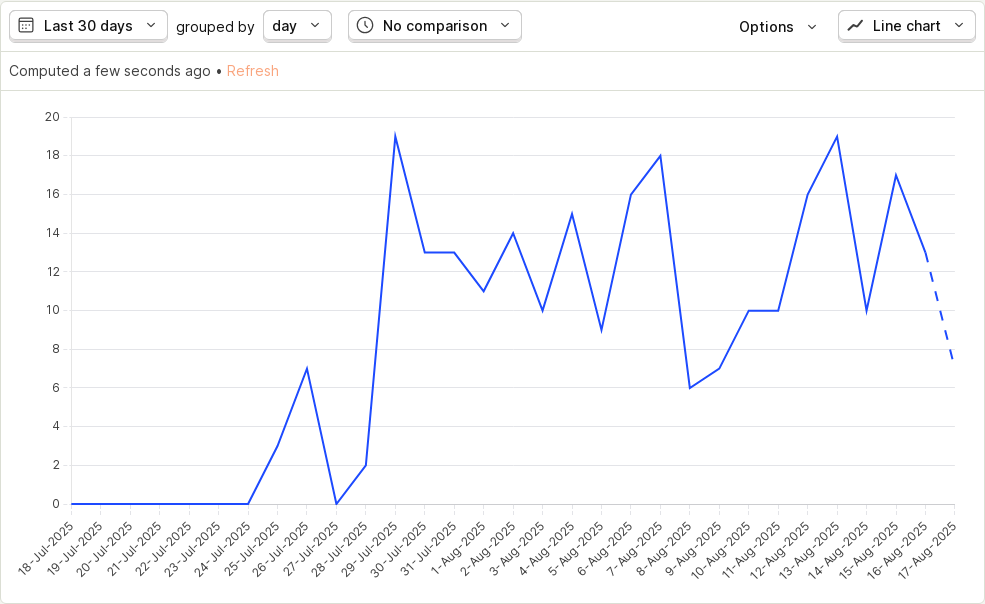 Last 30 days grouped by day No comparison Options Line chart
Computed a few seconds ago • Refresh
20
18
16
14
12
10
8
6
4
2
0
18-Jul-2025
19-Jul-2025
20-Jul-2025
21-Jul-2025
22-Jul-2025
23-Jul-2025
24-Jul-2025
25-Jul-2025
26-Jul-2025
27-Jul-2025
28-Jul-2025
29-Jul-2025
30-Jul-2025
31-Jul-2025
1-Aug-2025
2-Aug-2025
3-Aug-2025
4-Aug-2025
5-Aug-2025
6-Aug-2025
7-Aug-2025
8-Aug-2025
9-Aug-2025
10-Aug-2025
11-Aug-2025
12-Aug-2025
13-Aug-2025
14-Aug-2025
15-Aug-2025
16-Aug-2025
17-Aug-2025